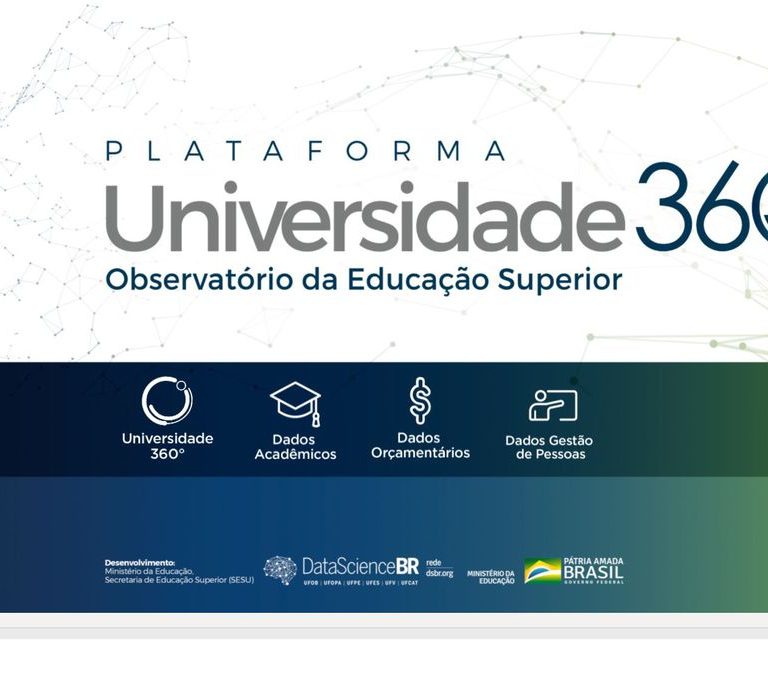 PLATAFORMA
Universidade 360
Observatório da Educação Superior
Universidade
360°
Dados
Acadêmicos
Dados
Orçamentários
Dados Gestão
de Pessoas
Desenvolvimento:
Ministério da Educação,
Secretaria de Educação Superior (SESU)
DataScienceBR
UFOB | UFOPA | UFPE | UFES | UFV | UFCAT
rede
dsbr.org
MINISTÉRIO DA
EDUCAÇÃO
PÁTRIA AMADA
BRASIL
GOVERNO FEDERAL